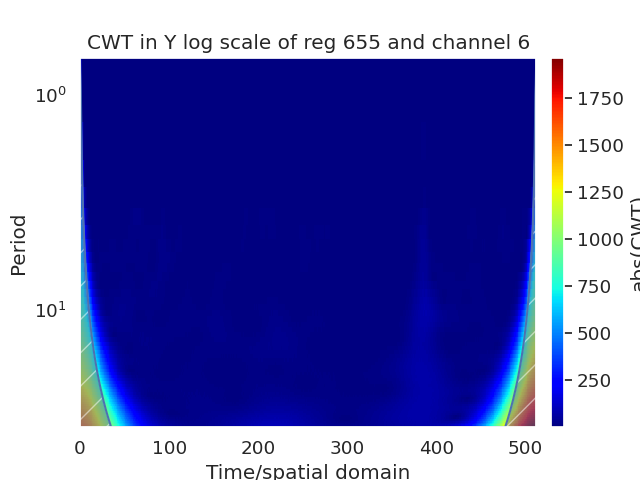 CWT in Y log scale of reg 655 and channel 6
10⁰
10¹
Period
0 100 200 300 400 500
Time/spatial domain
1750
1500
1250
1000
750
500
250
abs(CWT)